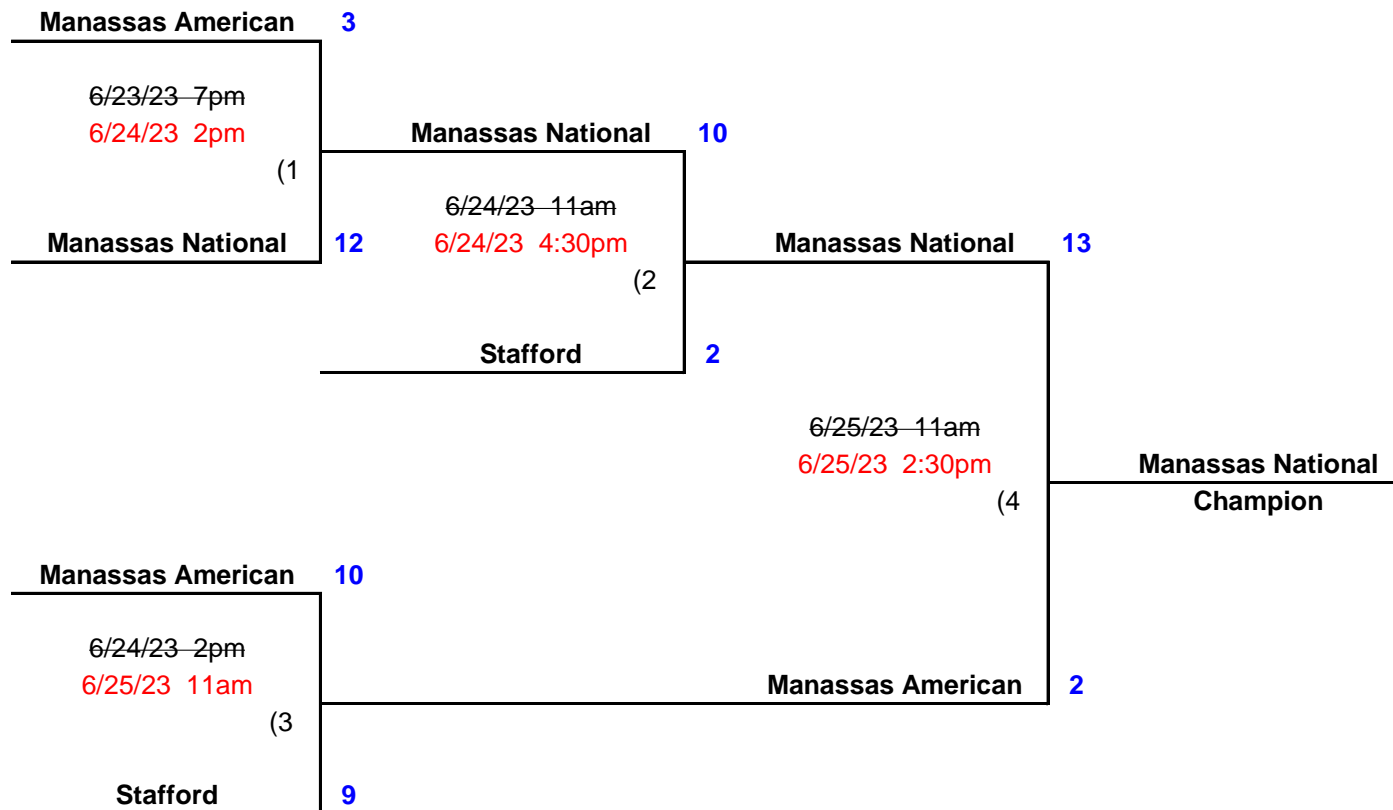 Manassas American 3
6/23/23 7pm
6/24/23 2pm
Manassas National 10
(1
6/24/23 11am
Manassas National 12
6/24/23 4:30pm
Manassas National 13
(2
Stafford 2
6/25/23 11am
6/25/23 2:30pm
Manassas National
(4
Champion
Manassas American 10
6/24/23 2pm
6/25/23 11am
Manassas American 2
(3
Stafford 9